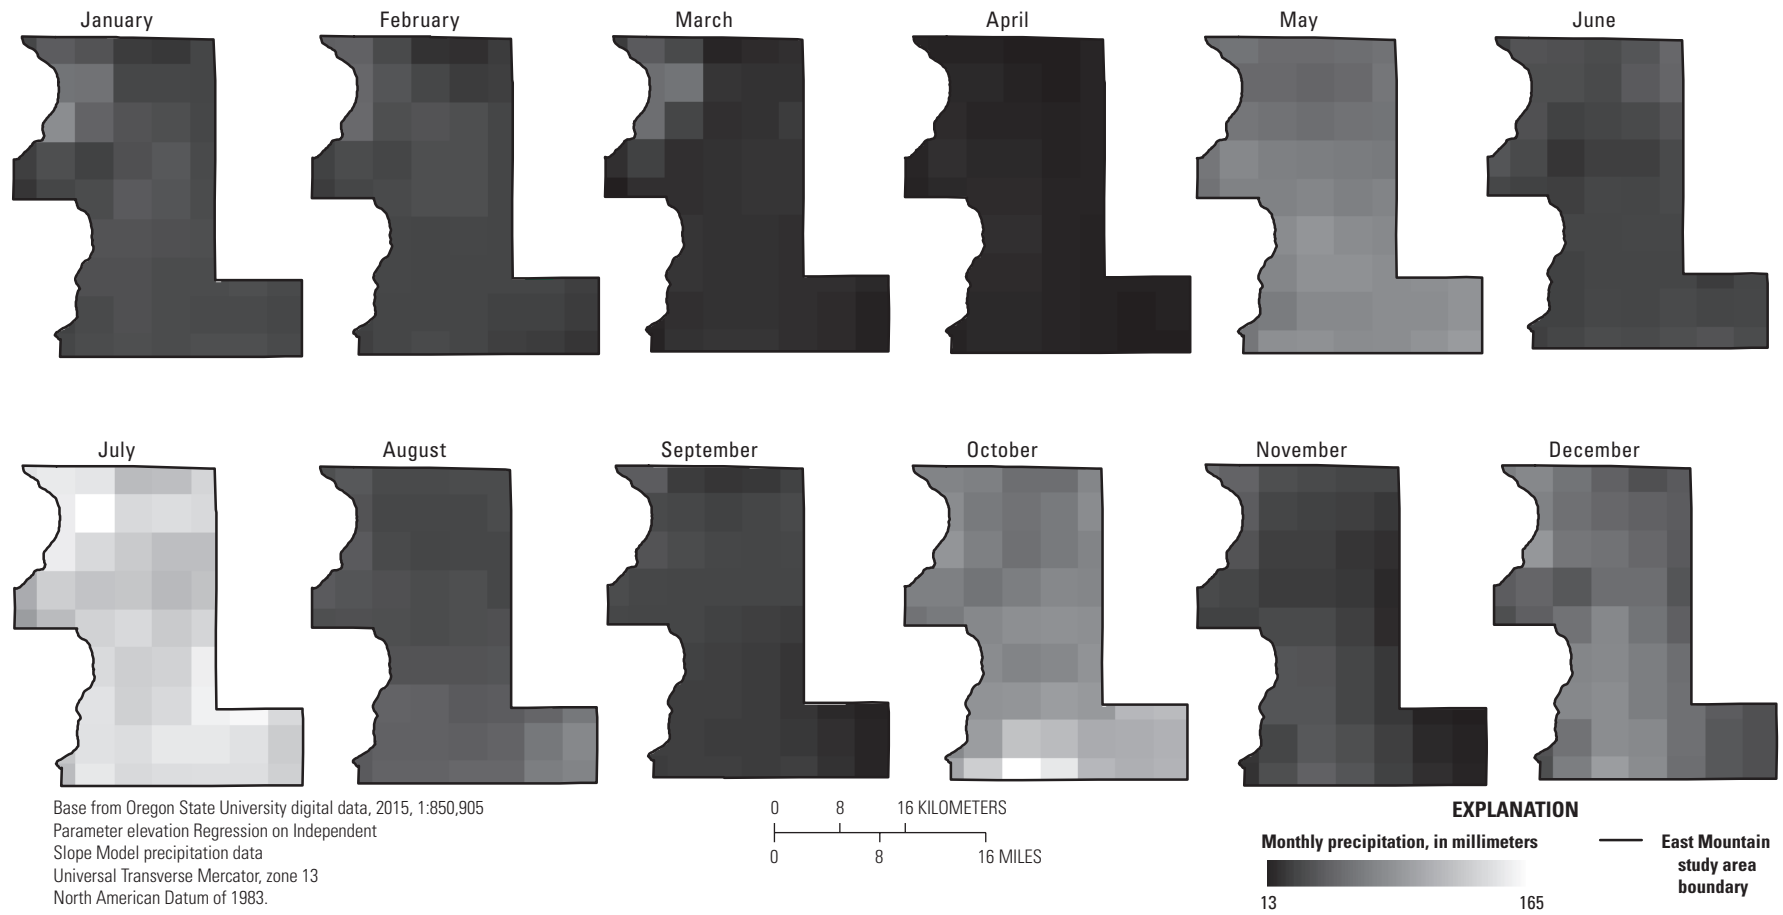 January
February
March
April
May
June
July
August
September
October
November
December
Base from Oregon State University digital data, 2015, 1:850,905
Parameter elevation Regression on Independent
Slope Model precipitation data
Universal Transverse Mercator, zone 13
North American Datum of 1983.
0 8 16 KILOMETERS
0 8 16 MILES
EXPLANATION
Monthly precipitation, in millimeters
13 165
East Mountain
study area
boundary